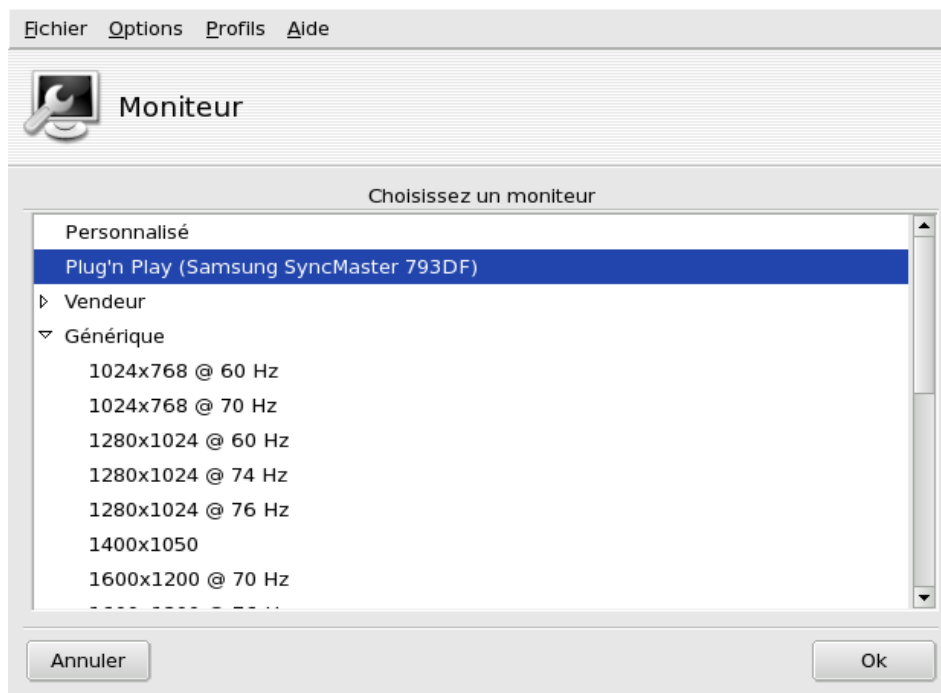 Fichier Options Profils Aide
Moniteur
Choisissez un moniteur
Personnalisé
Plug'n Play (Samsung SyncMaster 793DF)
Vendeur
Générique
1024x768 @ 60 Hz
1024x768 @ 70 Hz
1280x1024 @ 60 Hz
1280x1024 @ 74 Hz
1280x1024 @ 76 Hz
1400x1050
1600x1200 @ 70 Hz
Annuler Ok